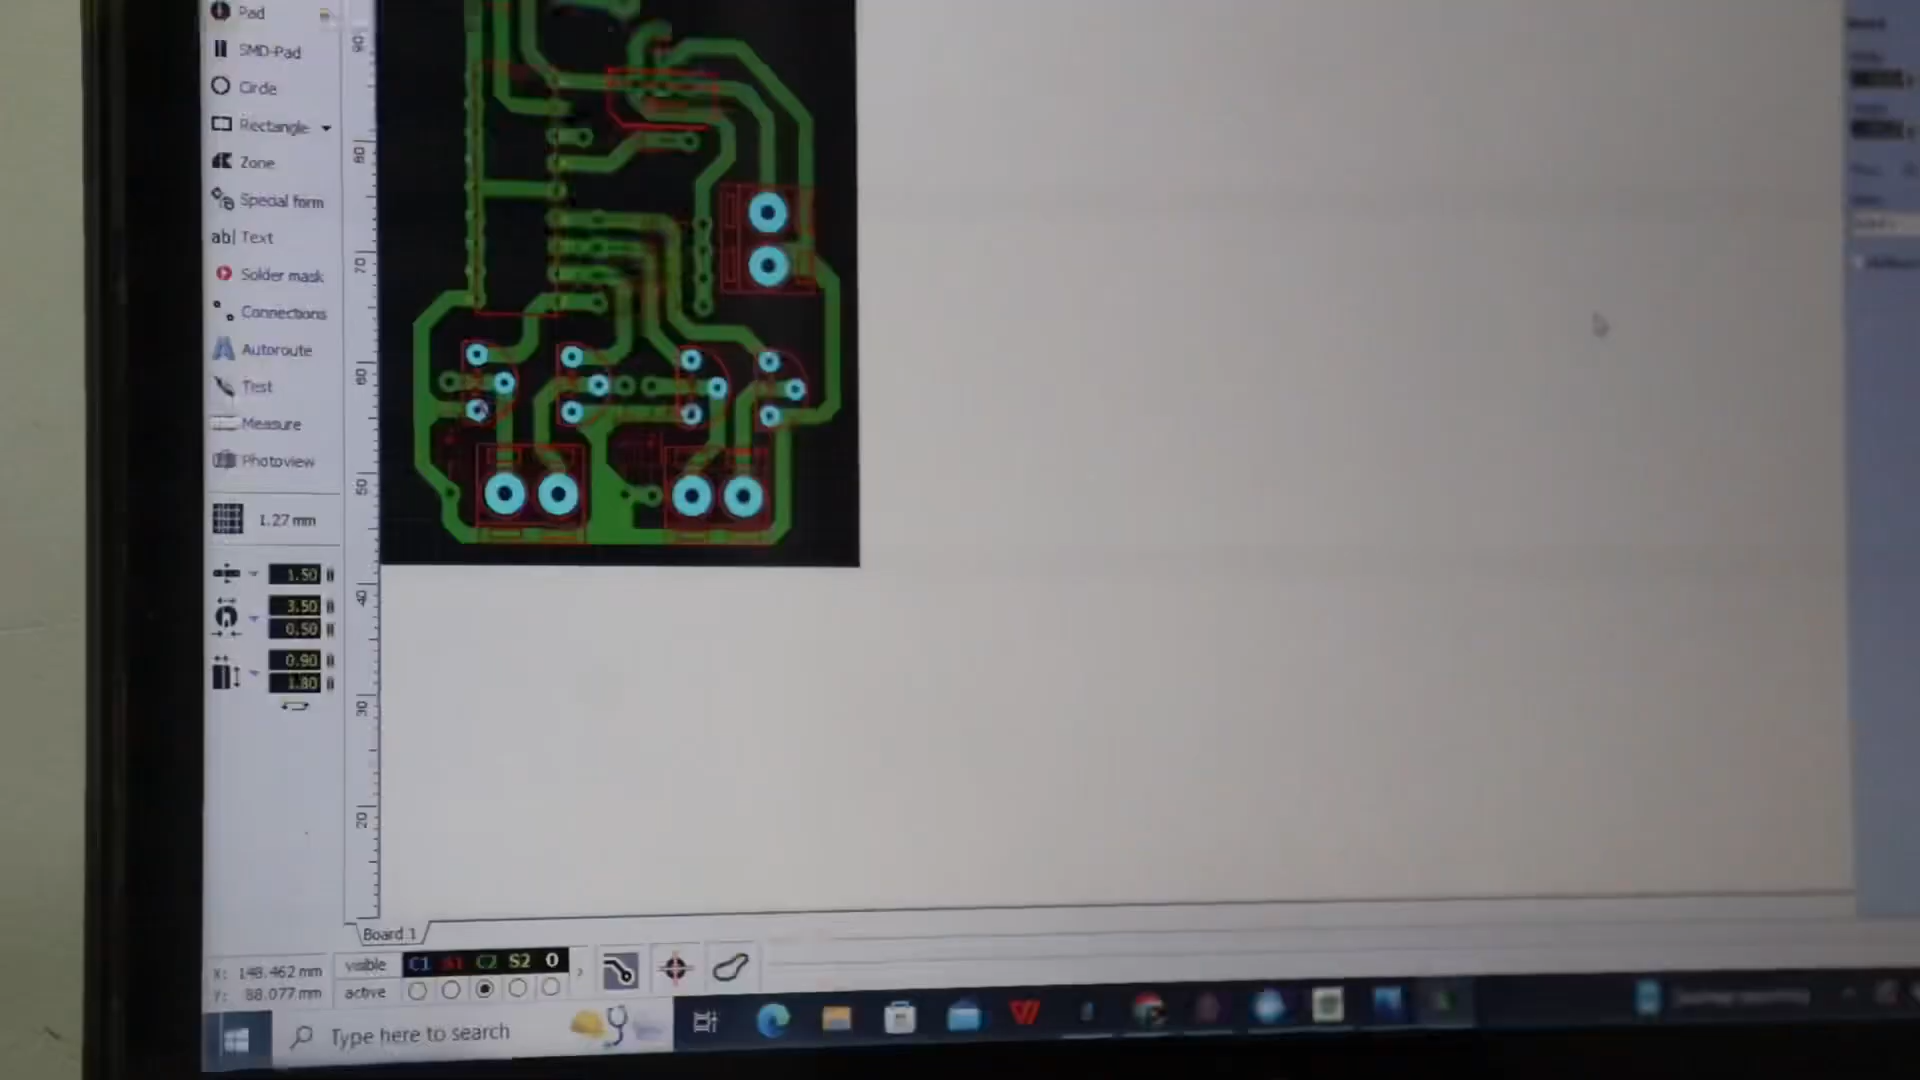 Pad
SMD-Pad
Circle
Rectangle
Zone
Special form
ab| Text
Solder mask
Connections
Autoroute
Test
Measure
Photoview
1.27 mm
1.50
3.50
0.50
0.90
1.80
90
80
70
60
50
40
30
20
Board 1
X: 148.462 mm
Y: 88.077 mm
visible C1 S1 C2 S2 O
active
Type here to search